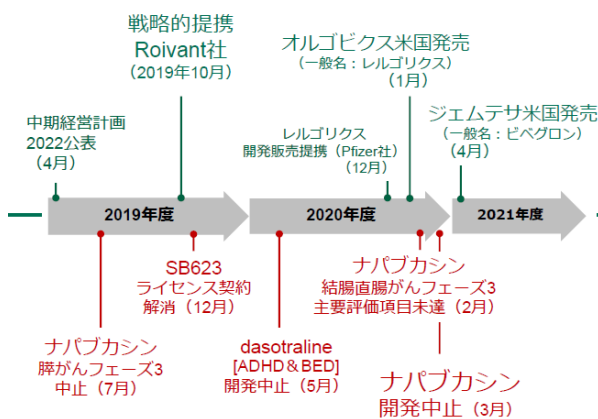 戦略的提携
Roivant社
（2019年10月）
オルゴビクス米国発売
（一般名：レルゴリクス）
（1月）
中期経営計画
2022公表
（4月）
レルゴリクス
開発販売提携（Pfizer社）
（12月）
ジェムテサ米国発売
（一般名：ビベグロン）
（4月）
2019年度
2020年度
2021年度
SB623
ライセンス契約
解消（12月）
ナパブカシン
結腸直腸がんフェーズ3
主要評価項目未達（2月）
ナパブカシン
膵がんフェーズ3
中止（7月）
dasotraline
[ADHD＆BED]
開発中止（5月）
ナパブカシン
開発中止（3月）